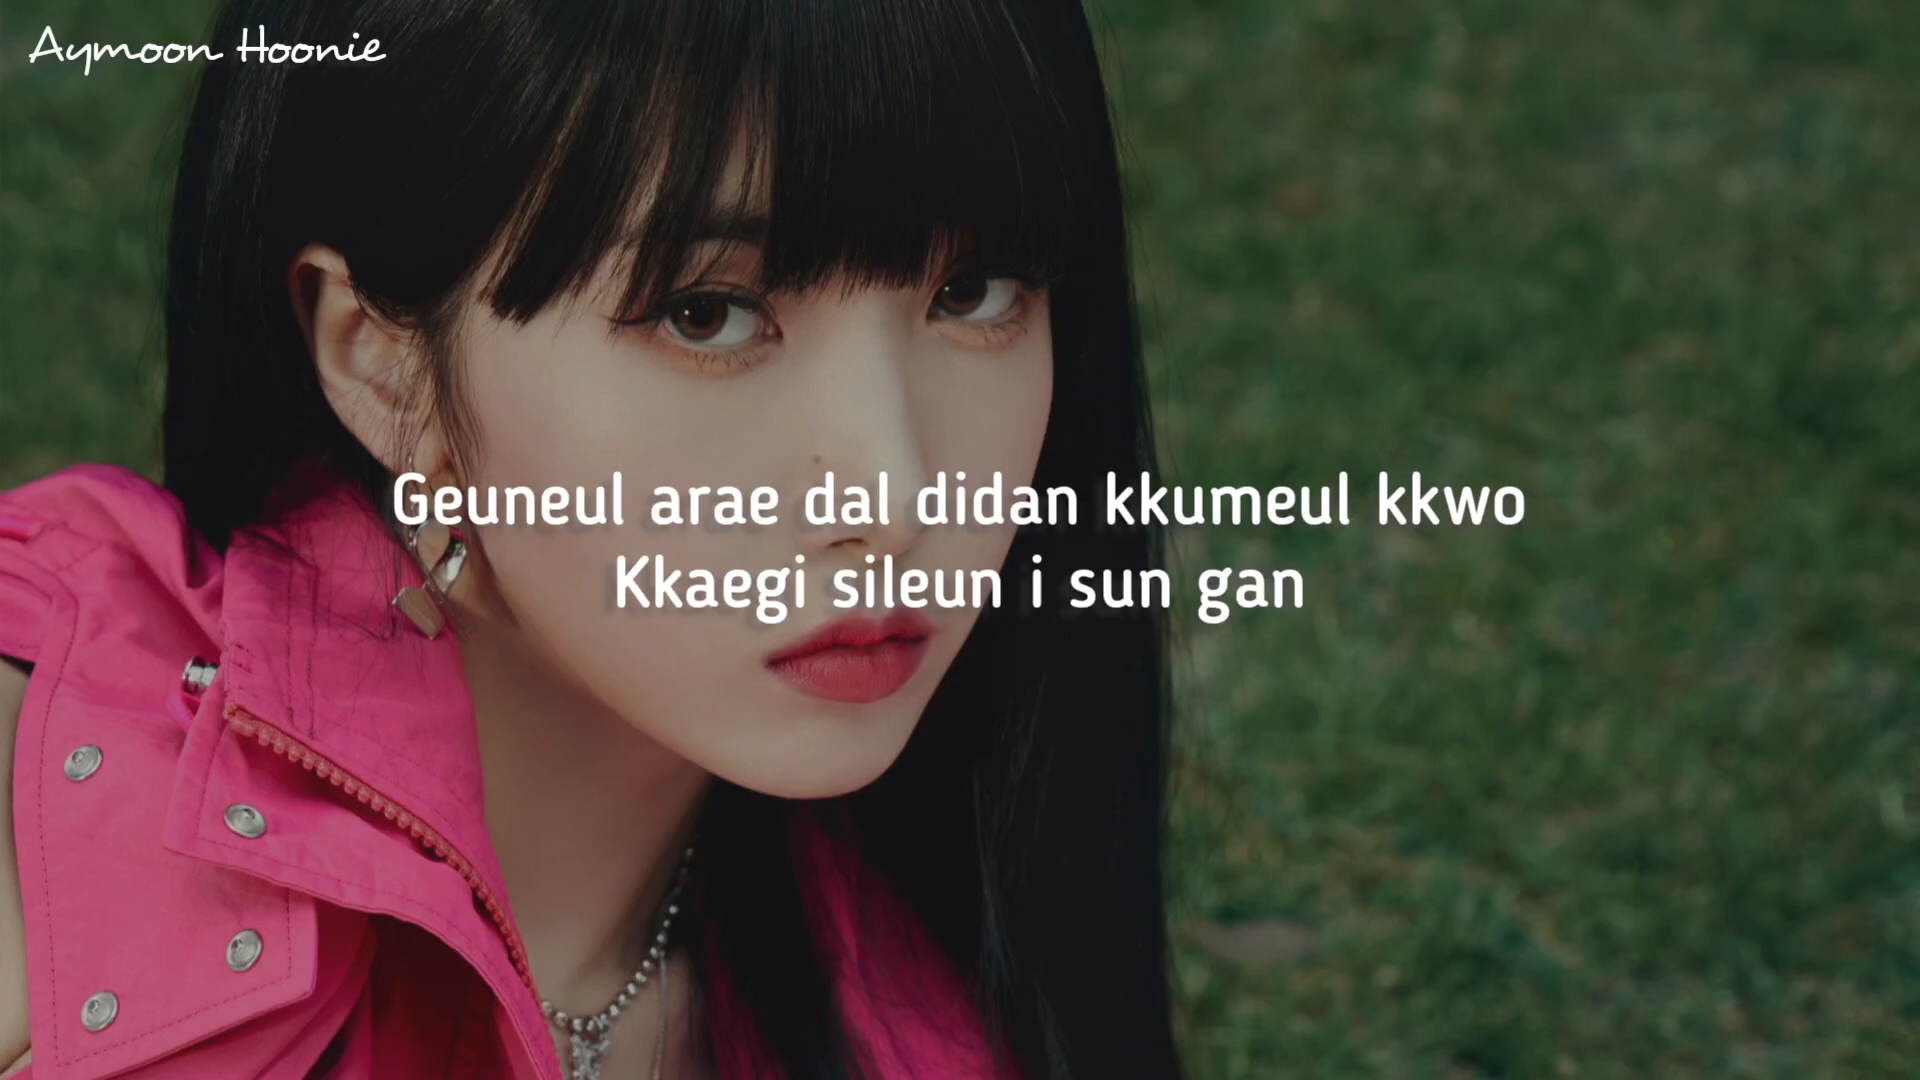 Aymoon Hoonie
Geuneul arae dal didan kkumeul kkwo
Kkaegi sileun i sun gan